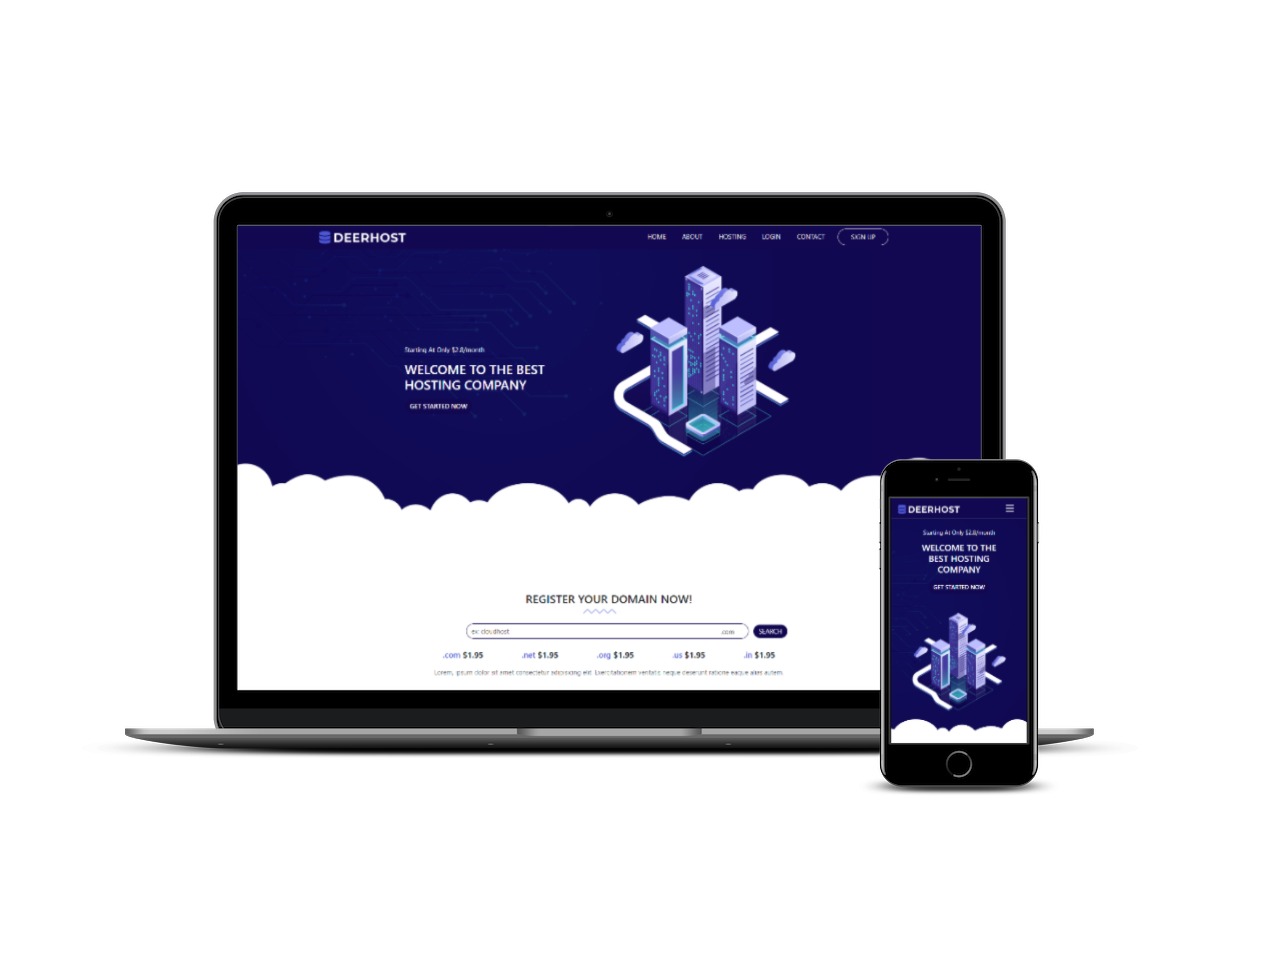 DEERHOST
HOME ABOUT HOSTING LOGIN CONTACT SIGN UP
Starting At Only $2.8/month
WELCOME TO THE BEST
HOSTING COMPANY
GET STARTED NOW
REGISTER YOUR DOMAIN NOW!
ex: cloudhost .com SEARCH
.com $1.95 .net $1.95 .org $1.95 .us $1.95 .in $1.95
Lorem, ipsum dolor sit amet consectetur adipisicing elit. Exercitationem veritatis neque deserunt ratione eaque alias autem.
DEERHOST
Starting At Only $2.8/month
WELCOME TO THE
BEST HOSTING
COMPANY
GET STARTED NOW